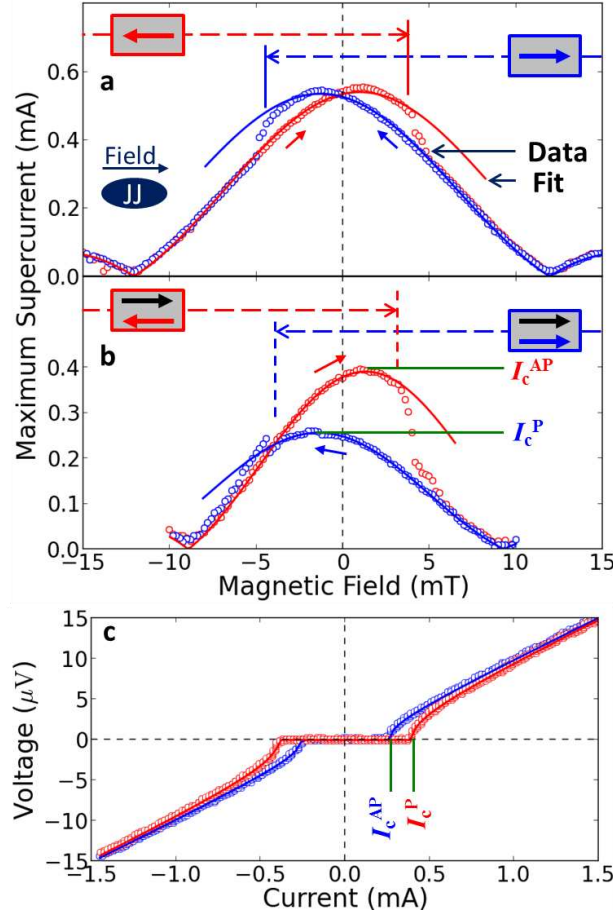 a
0.6
0.4
0.2
0.0
Field
JJ
Data
Fit
Maximum Supercurrent (mA)
b
0.4
0.3
0.2
0.1
0.0
I_c^AP
I_c^P
−15 −10 −5 0 5 10 15
Magnetic Field (mT)
c
15
10
5
0
−5
−10
−15
Voltage (μV)
I_c^AP
I_c^P
−1.5 −1.0 −0.5 0.0 0.5 1.0 1.5
Current (mA)